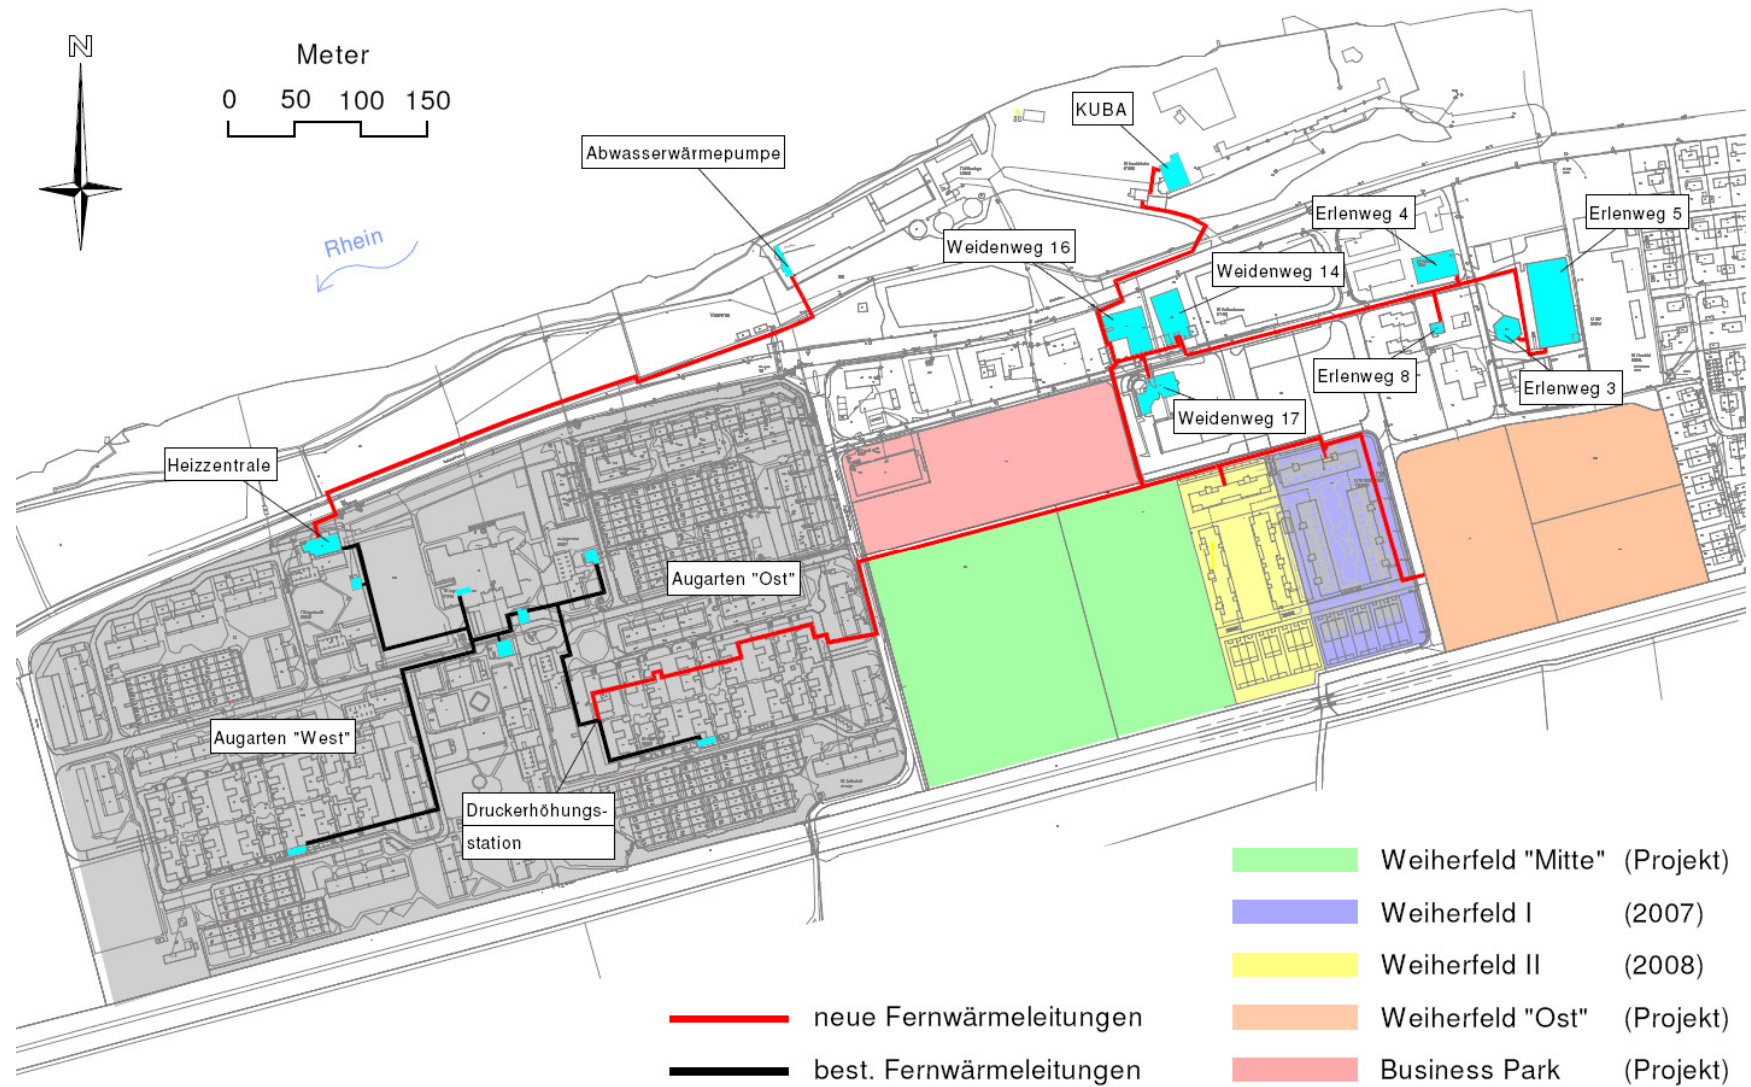 N
Meter
0 50 100 150
Rhein
Abwasserwärmepumpe
KUBA
Weidenweg 16
Weidenweg 14
Erlenweg 4
Erlenweg 5
Erlenweg 8
Erlenweg 3
Weidenweg 17
Heizzentrale
Augarten "Ost"
Augarten "West"
Druckerhöhungs-
station
Weiherfeld "Mitte" (Projekt)
Weiherfeld I (2007)
Weiherfeld II (2008)
Weiherfeld "Ost" (Projekt)
Business Park (Projekt)
neue Fernwärmeleitungen
best. Fernwärmeleitungen